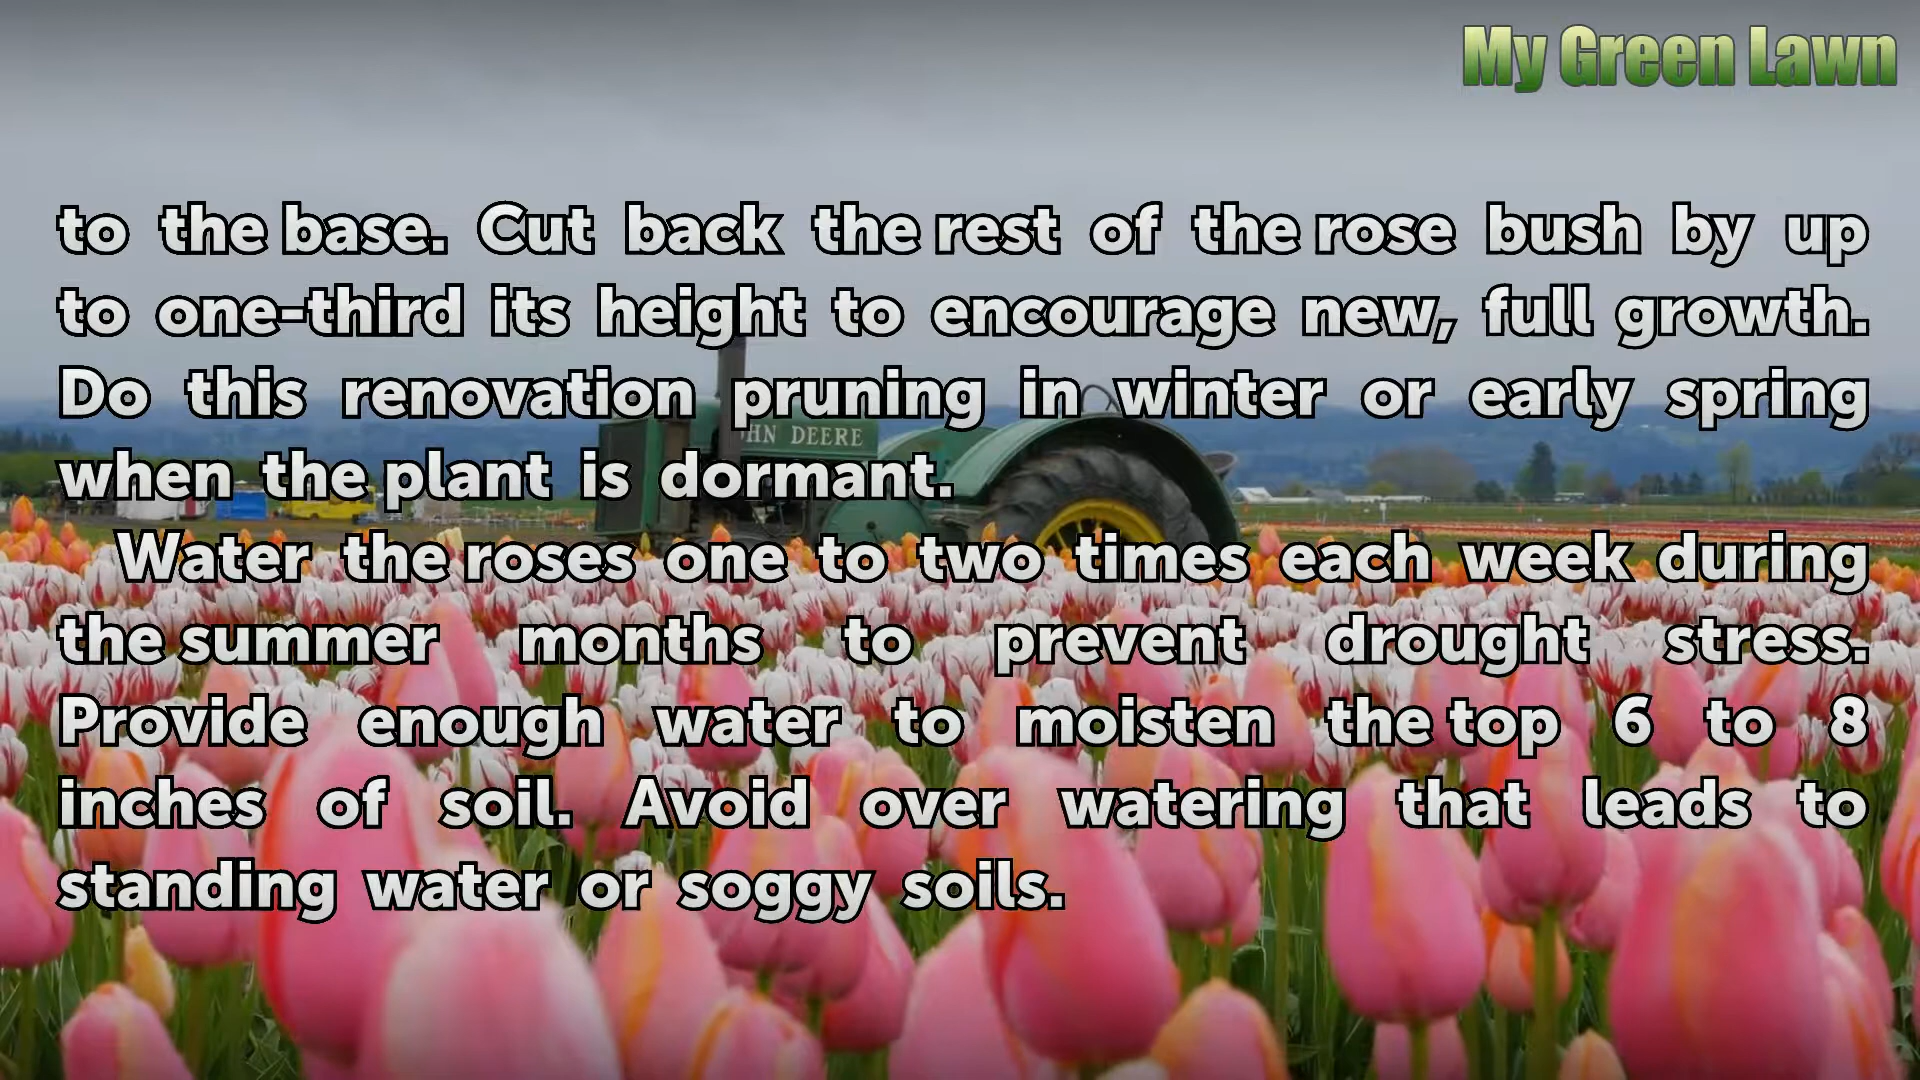 My Green Lawn
to the base. Cut back the rest of the rose bush by up
to one-third its height to encourage new, full growth.
Do this renovation pruning in winter or early spring
when the plant is dormant.
HN DEERE
Water the roses one to two times each week during
the summer months to prevent drought stress.
Provide enough water to moisten the top 6 to 8
inches of soil. Avoid over watering that leads to
standing water or soggy soils.